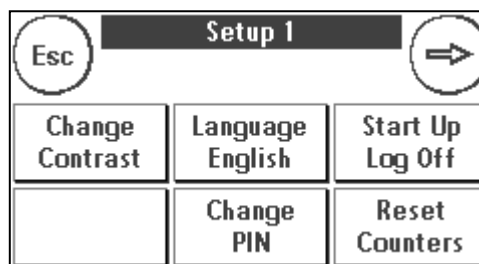 Setup 1
Esc
Change
Contrast
Language
English
Start Up
Log Off
Change
PIN
Reset
Counters